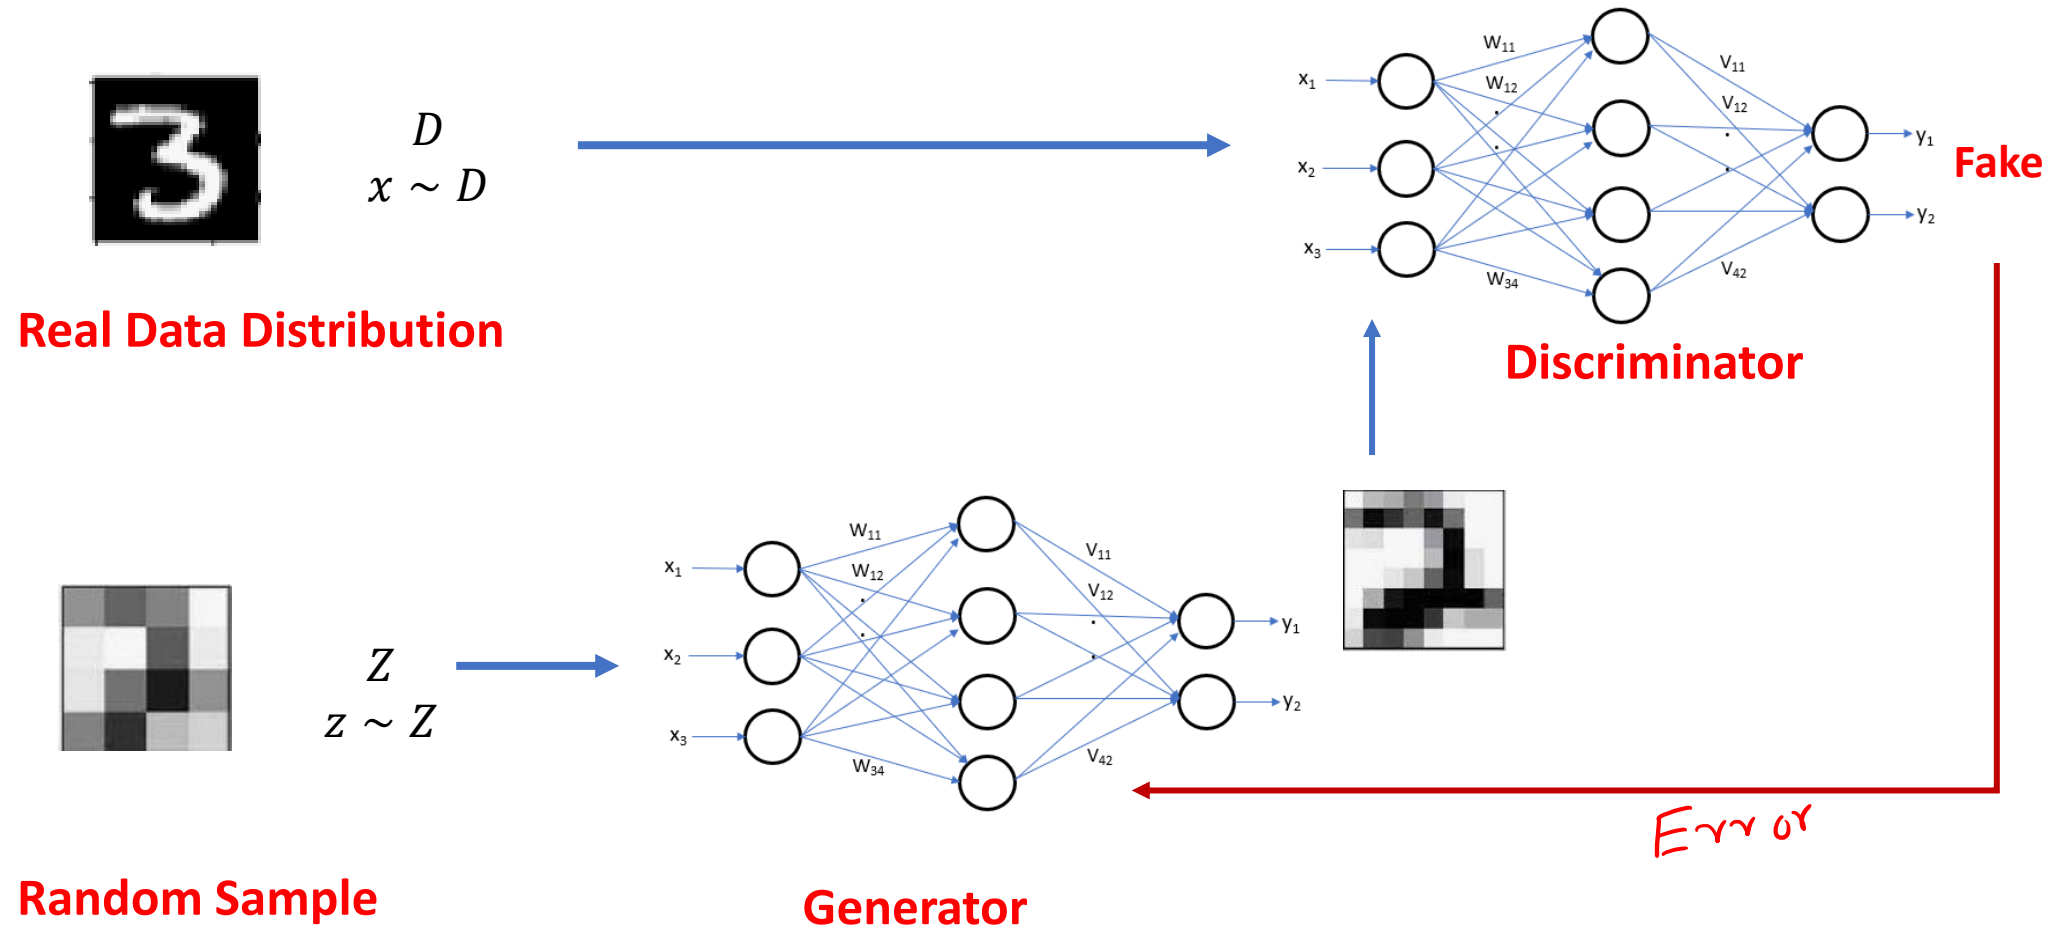 D
x ~ D
Real Data Distribution
x₁
x₂
x₃
W₁₁
W₁₂
W₃₄
V₁₁
V₁₂
V₄₂
y₁
y₂
Fake
Discriminator
Z
z ~ Z
Random Sample
x₁
x₂
x₃
W₁₁
W₁₂
W₃₄
V₁₁
V₁₂
V₄₂
y₁
y₂
Generator
Error
3